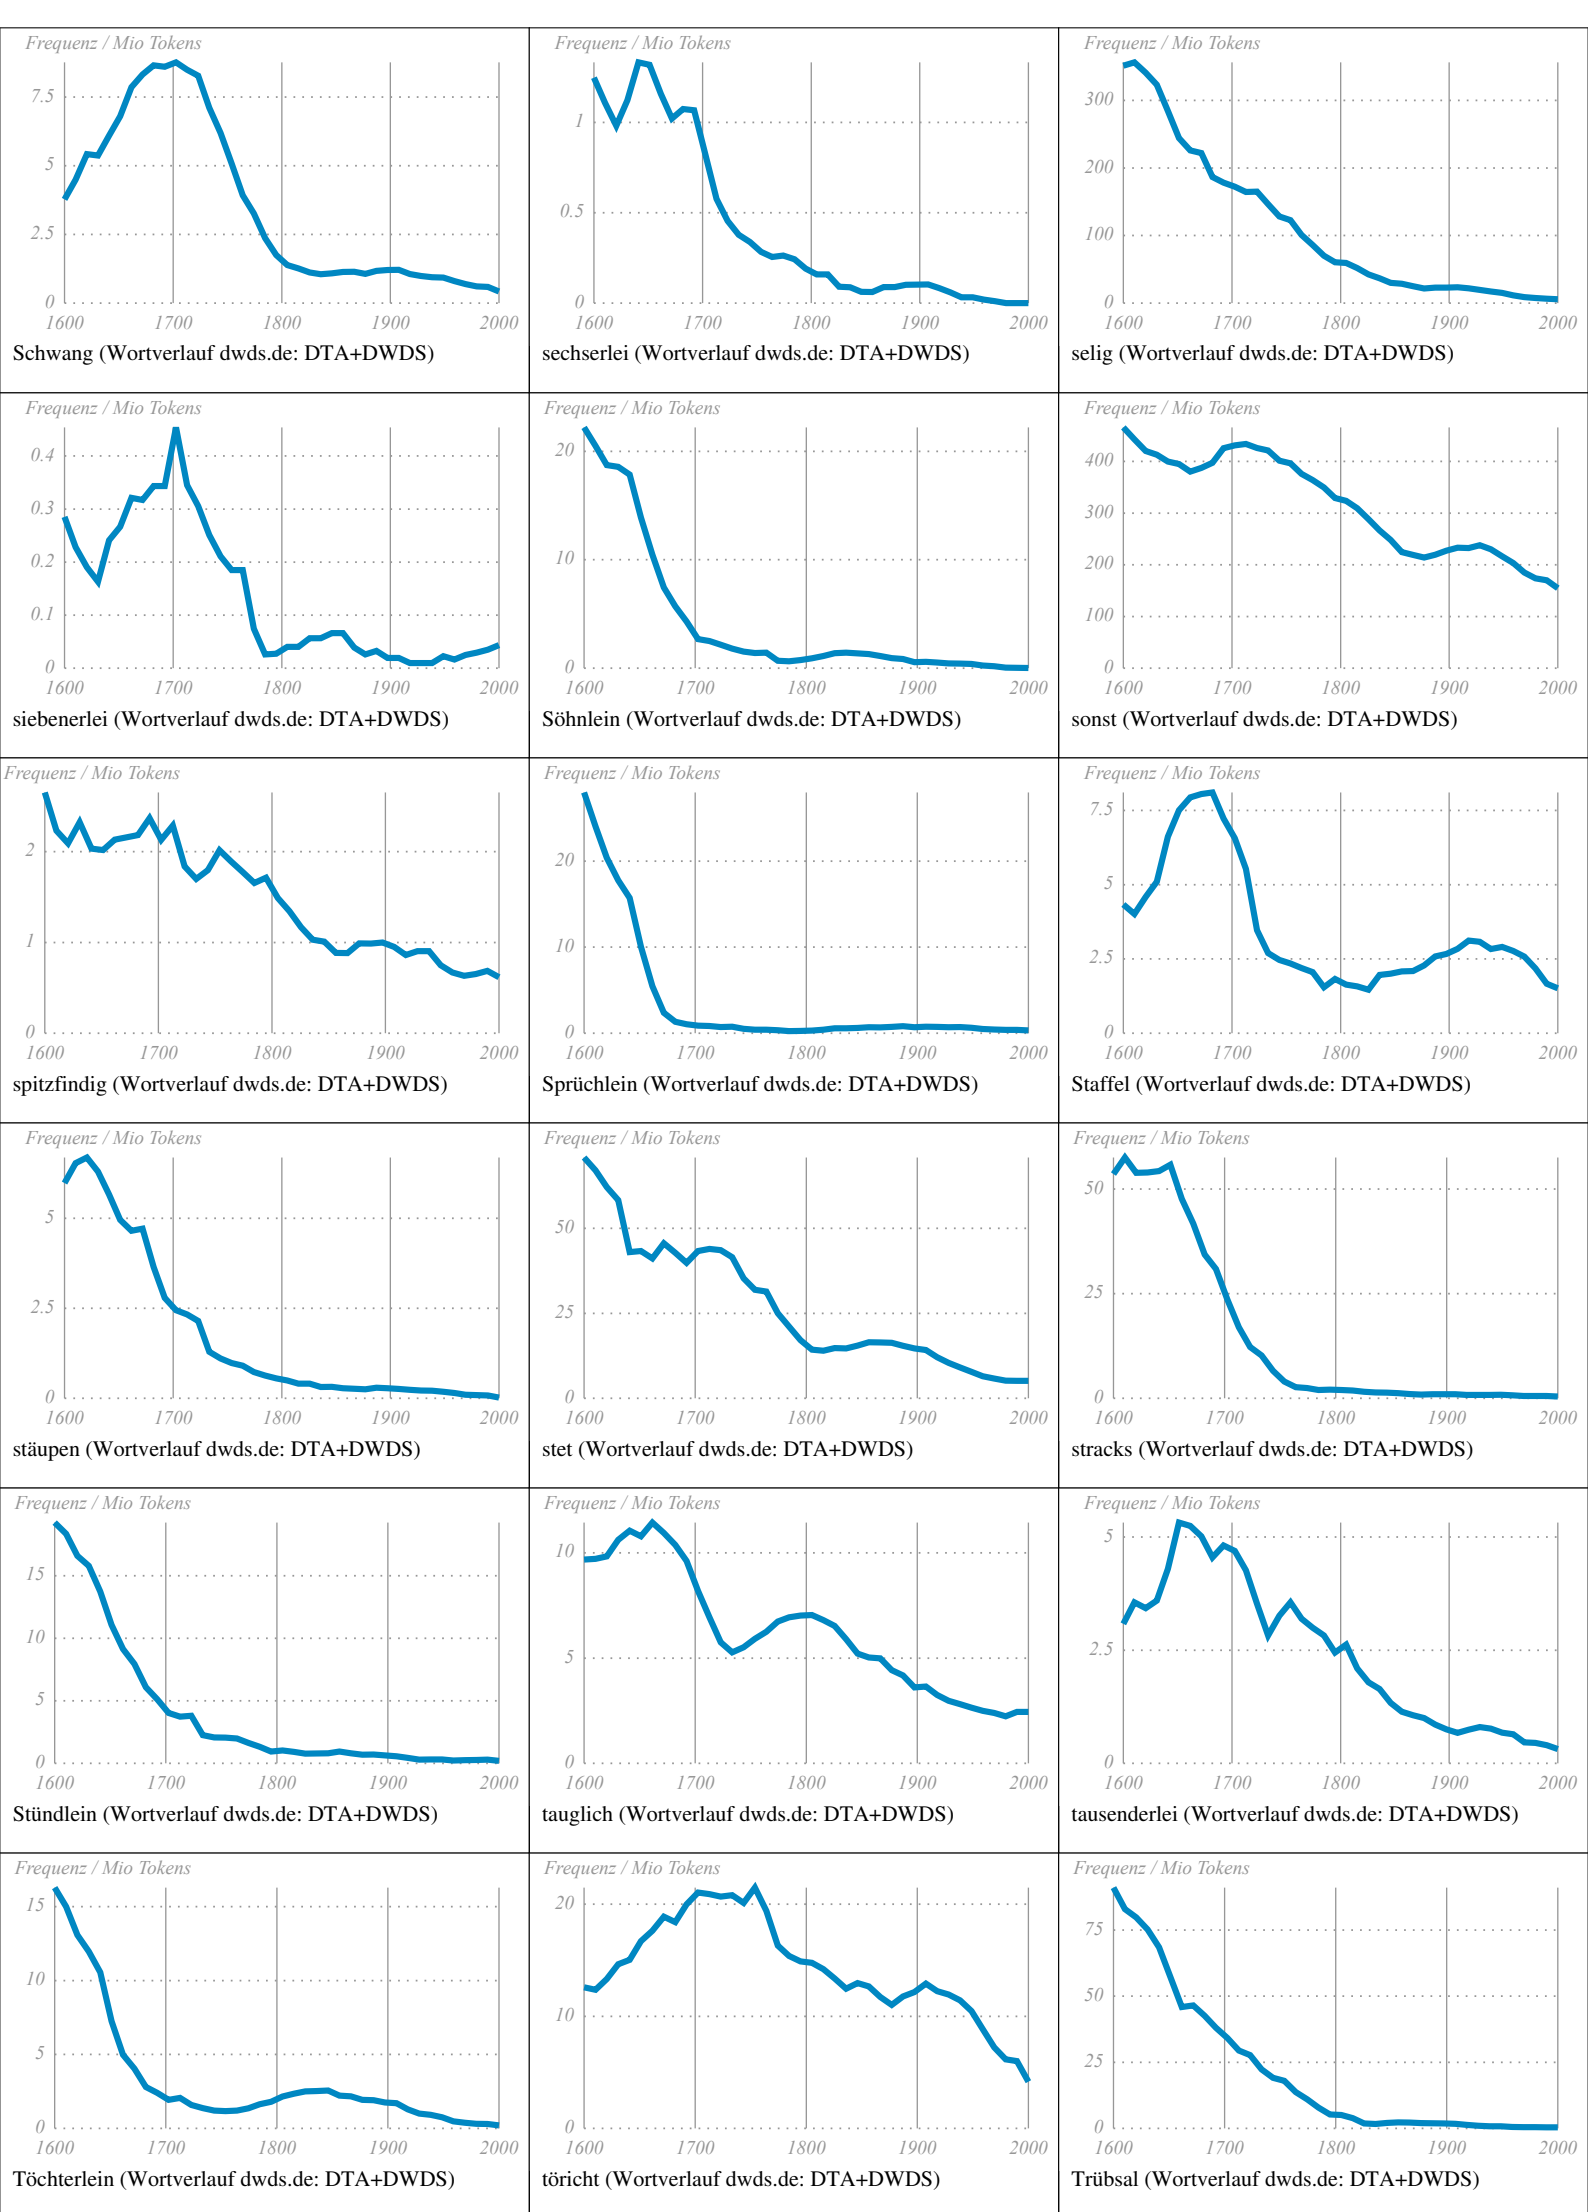 Frequenz / Mio Tokens
7.5
5
2.5
0
1600 1700 1800 1900 2000
Schwang (Wortverlauf dwds.de: DTA+DWDS)
Frequenz / Mio Tokens
1
0.5
0
1600 1700 1800 1900 2000
sechserlei (Wortverlauf dwds.de: DTA+DWDS)
Frequenz / Mio Tokens
300
200
100
0
1600 1700 1800 1900 2000
selig (Wortverlauf dwds.de: DTA+DWDS)
Frequenz / Mio Tokens
0.4
0.3
0.2
0.1
0
1600 1700 1800 1900 2000
siebenerlei (Wortverlauf dwds.de: DTA+DWDS)
Frequenz / Mio Tokens
20
10
0
1600 1700 1800 1900 2000
Söhnlein (Wortverlauf dwds.de: DTA+DWDS)
Frequenz / Mio Tokens
400
300
200
100
0
1600 1700 1800 1900 2000
sonst (Wortverlauf dwds.de: DTA+DWDS)
Frequenz / Mio Tokens
2
1
0
1600 1700 1800 1900 2000
spitzfindig (Wortverlauf dwds.de: DTA+DWDS)
Frequenz / Mio Tokens
20
10
0
1600 1700 1800 1900 2000
Sprüchlein (Wortverlauf dwds.de: DTA+DWDS)
Frequenz / Mio Tokens
7.5
5
2.5
0
1600 1700 1800 1900 2000
Staffel (Wortverlauf dwds.de: DTA+DWDS)
Frequenz / Mio Tokens
5
2.5
0
1600 1700 1800 1900 2000
stäupen (Wortverlauf dwds.de: DTA+DWDS)
Frequenz / Mio Tokens
50
25
0
1600 1700 1800 1900 2000
stet (Wortverlauf dwds.de: DTA+DWDS)
Frequenz / Mio Tokens
50
25
0
1600 1700 1800 1900 2000
stracks (Wortverlauf dwds.de: DTA+DWDS)
Frequenz / Mio Tokens
15
10
5
0
1600 1700 1800 1900 2000
Stündlein (Wortverlauf dwds.de: DTA+DWDS)
Frequenz / Mio Tokens
10
5
0
1600 1700 1800 1900 2000
tauglich (Wortverlauf dwds.de: DTA+DWDS)
Frequenz / Mio Tokens
5
2.5
0
1600 1700 1800 1900 2000
tausenderlei (Wortverlauf dwds.de: DTA+DWDS)
Frequenz / Mio Tokens
15
10
5
0
1600 1700 1800 1900 2000
Töchterlein (Wortverlauf dwds.de: DTA+DWDS)
Frequenz / Mio Tokens
20
10
0
1600 1700 1800 1900 2000
töricht (Wortverlauf dwds.de: DTA+DWDS)
Frequenz / Mio Tokens
75
50
25
0
1600 1700 1800 1900 2000
Trübsal (Wortverlauf dwds.de: DTA+DWDS)